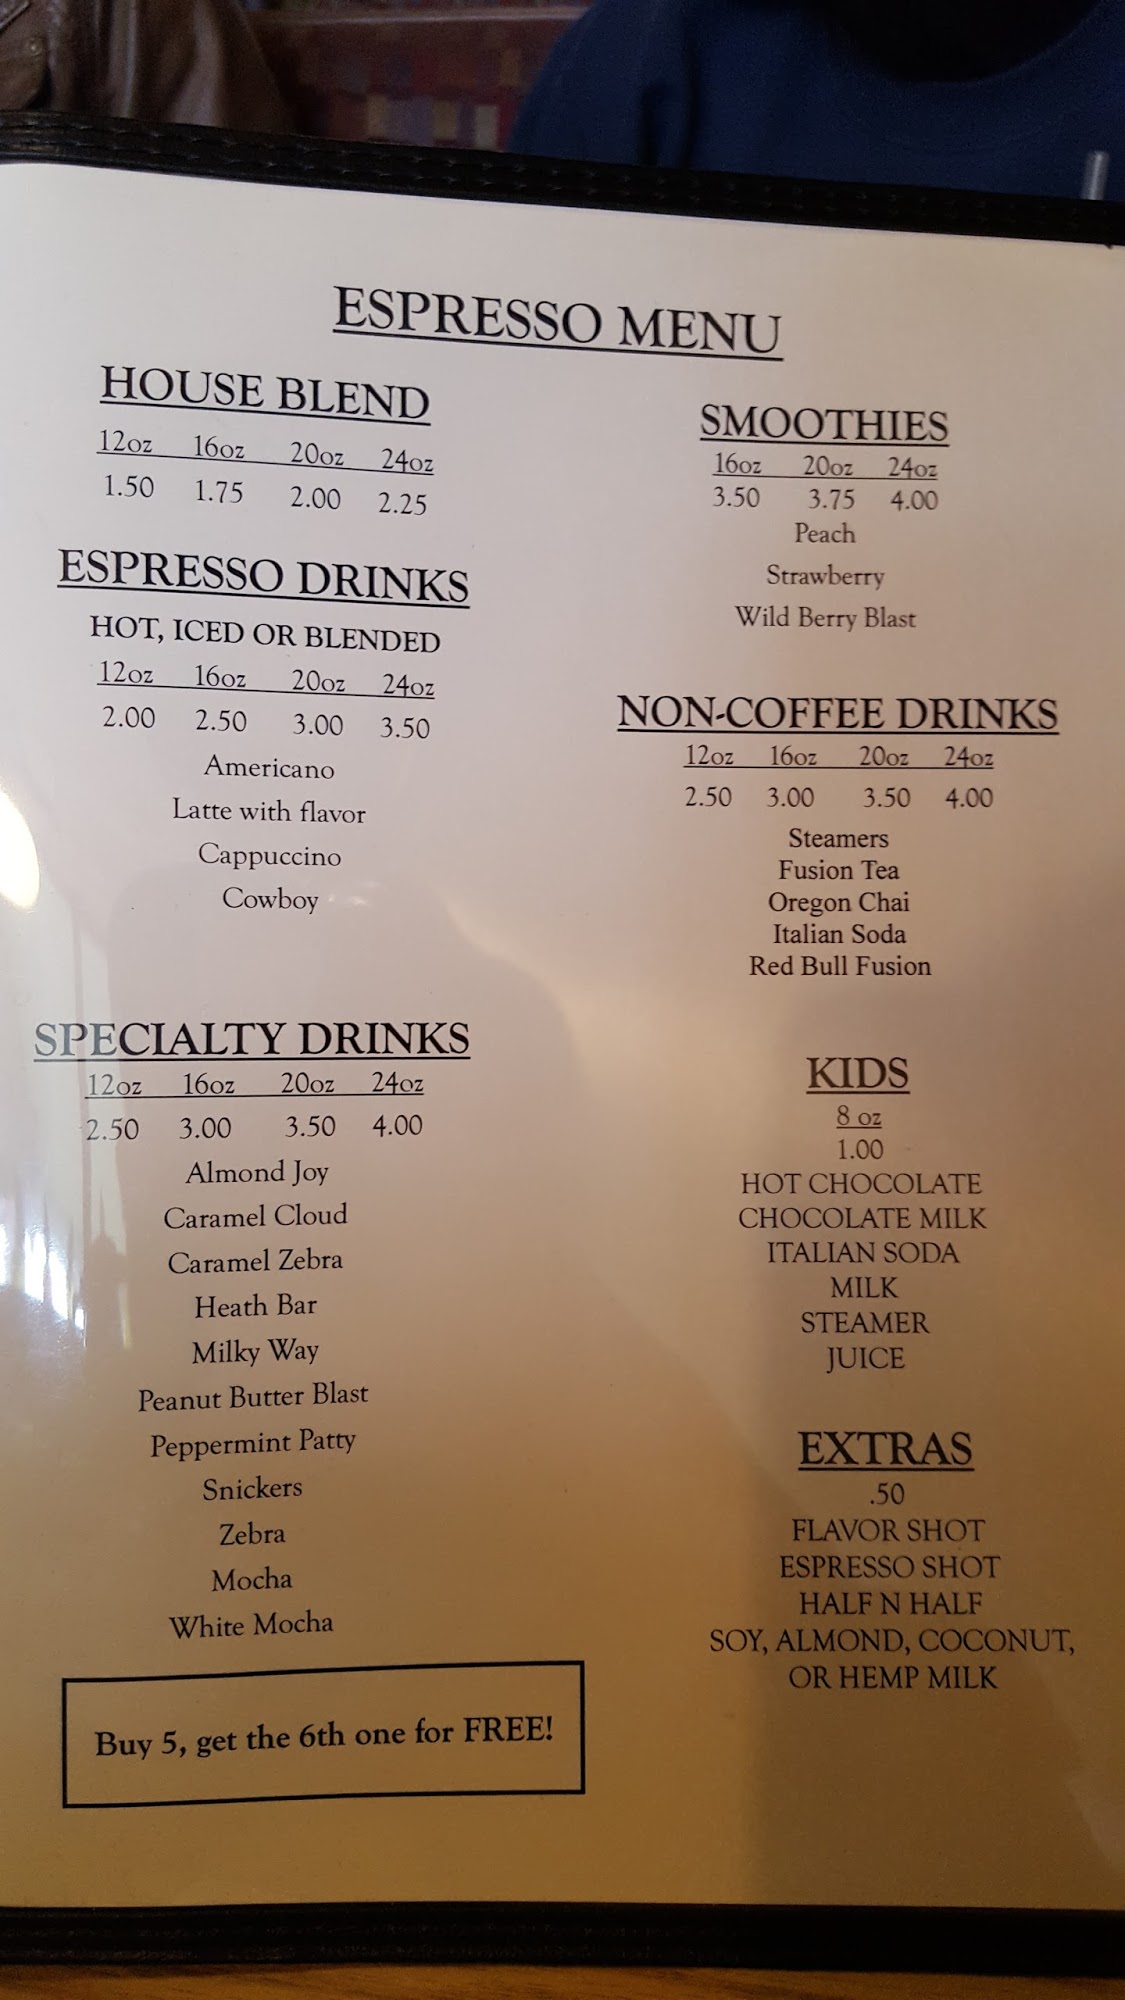 ESPRESSO MENU
HOUSE BLEND
12oz 16oz 20oz 24oz
1.50 1.75 2.00 2.25
ESPRESSO DRINKS
HOT, ICED OR BLENDED
12oz 16oz 20oz 24oz
2.00 2.50 3.00 3.50
Americano
Latte with flavor
Cappuccino
Cowboy
SPECIALTY DRINKS
12oz 16oz 20oz 24oz
2.50 3.00 3.50 4.00
Almond Joy
Caramel Cloud
Caramel Zebra
Heath Bar
Milky Way
Peanut Butter Blast
Peppermint Patty
Snickers
Zebra
Mocha
White Mocha
Buy 5, get the 6th one for FREE!
SMOOTHIES
16oz 20oz 24oz
3.50 3.75 4.00
Peach
Strawberry
Wild Berry Blast
NON-COFFEE DRINKS
12oz 16oz 20oz 24oz
2.50 3.00 3.50 4.00
Steamers
Fusion Tea
Oregon Chai
Italian Soda
Red Bull Fusion
KIDS
8 oz
1.00
HOT CHOCOLATE
CHOCOLATE MILK
ITALIAN SODA
MILK
STEAMER
JUICE
EXTRAS
.50
FLAVOR SHOT
ESPRESSO SHOT
HALF N HALF
SOY, ALMOND, COCONUT,
OR HEMP MILK